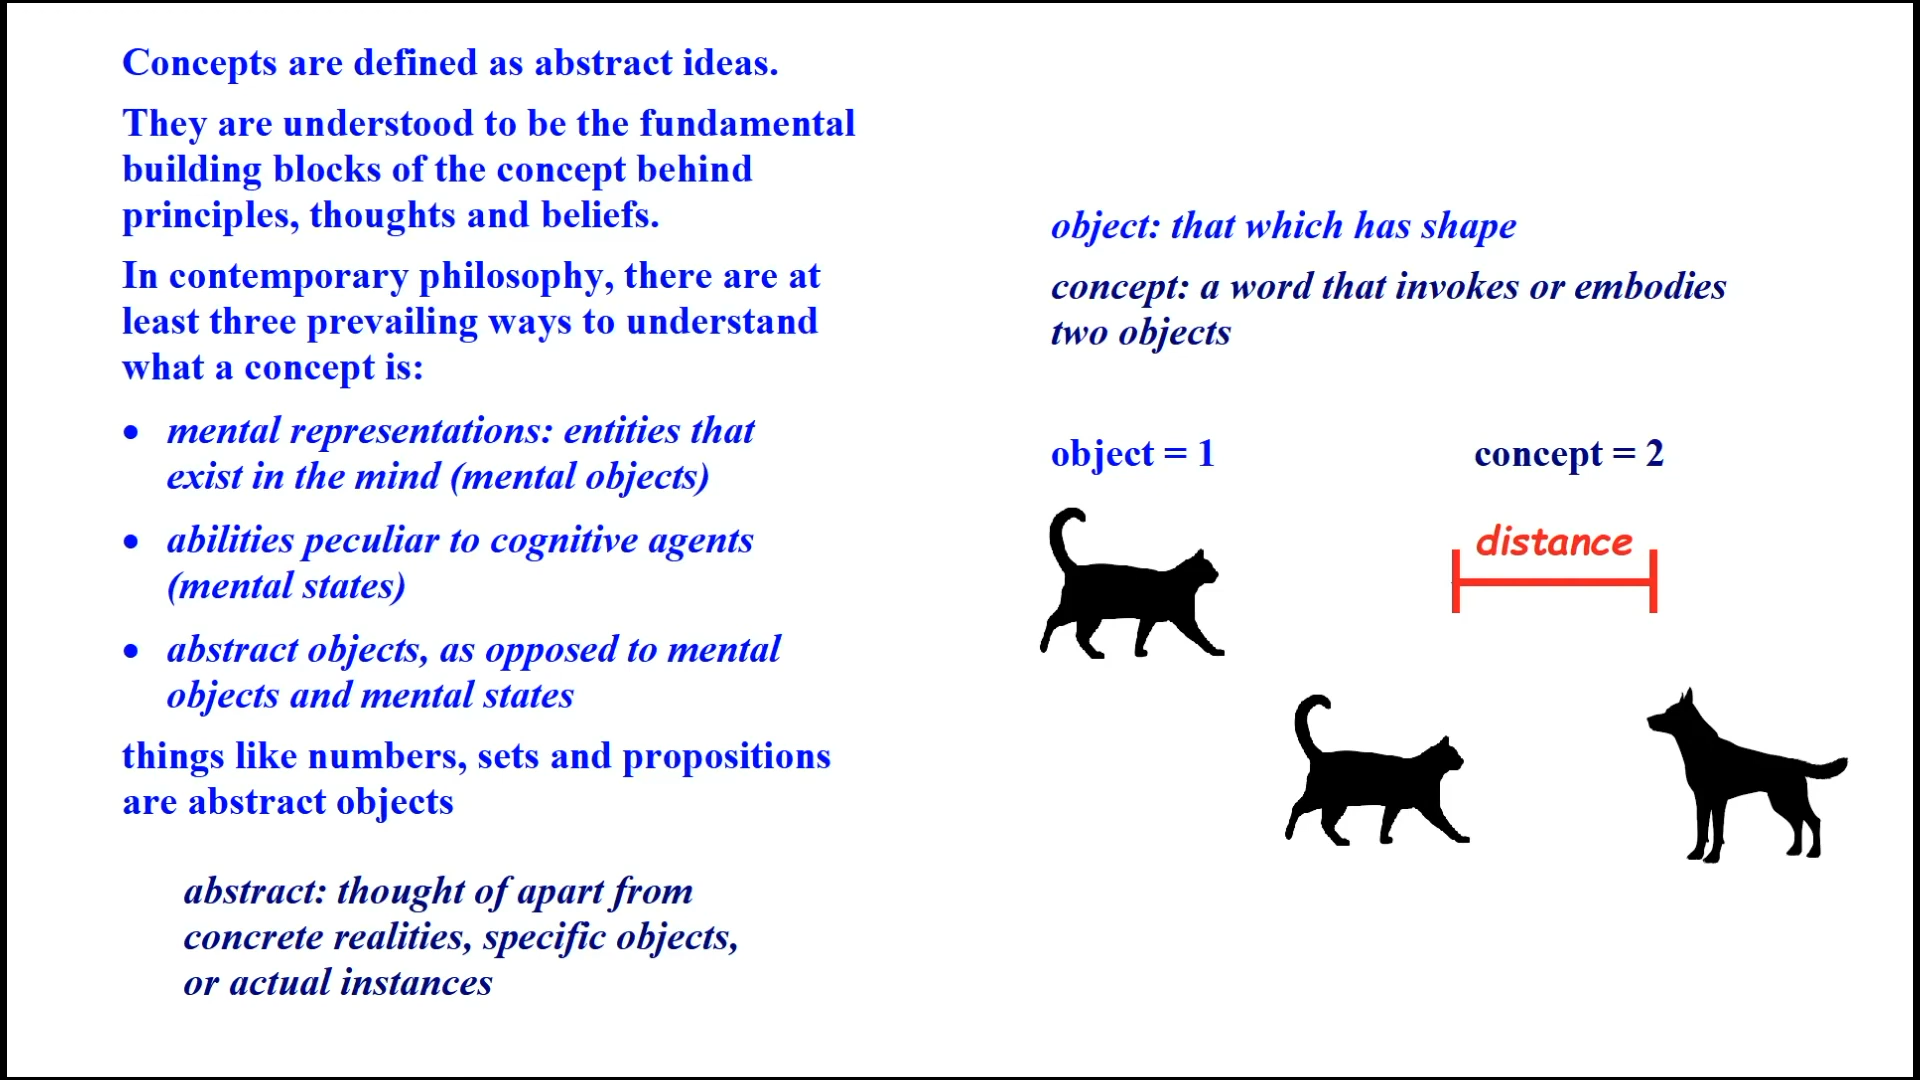 Concepts are defined as abstract ideas.
They are understood to be the fundamental
building blocks of the concept behind
principles, thoughts and beliefs.
In contemporary philosophy, there are at
least three prevailing ways to understand
what a concept is:
• mental representations: entities that
exist in the mind (mental objects)
• abilities peculiar to cognitive agents
(mental states)
• abstract objects, as opposed to mental
objects and mental states
things like numbers, sets and propositions
are abstract objects
abstract: thought of apart from
concrete realities, specific objects,
or actual instances
object: that which has shape
concept: a word that invokes or embodies
two objects
object = 1
concept = 2
distance